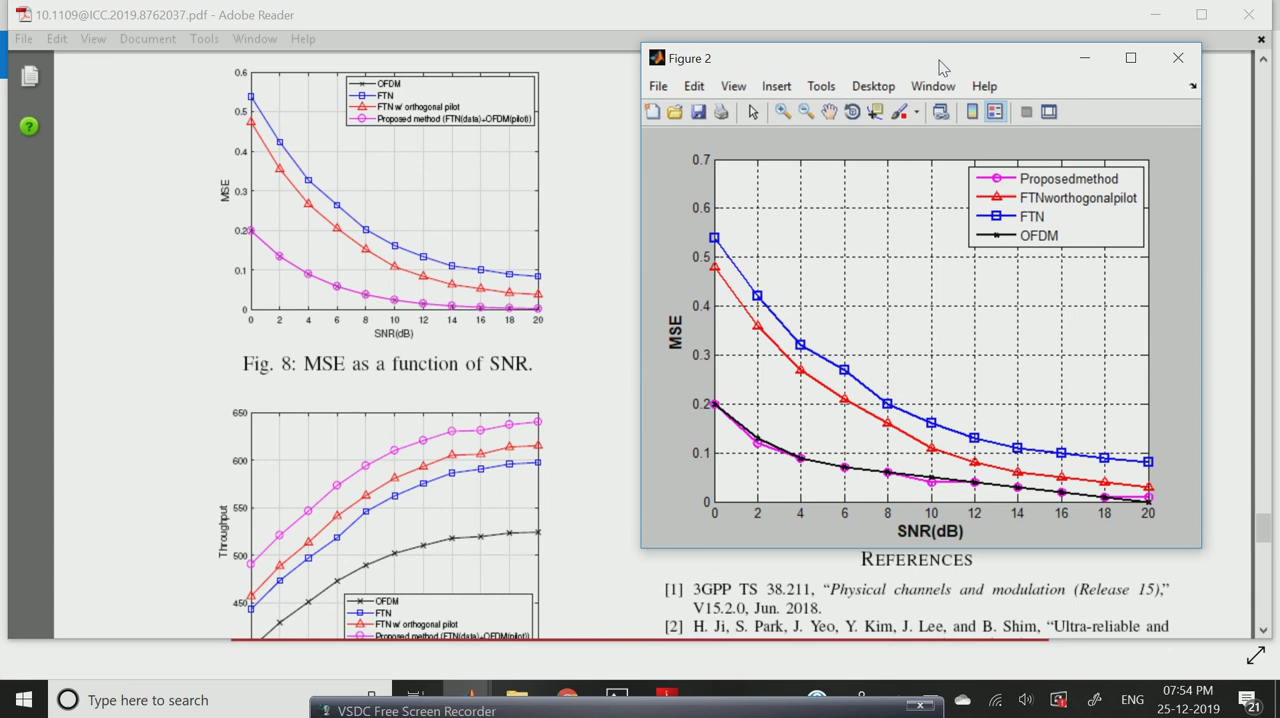 10.1109@ICC.2019.8762037.pdf - Adobe Reader
File Edit View Document Tools Window Help
0.6
0.5
0.4
0.3
0.2
0.1
0
MSE
OFDM
FTN
FTN w/ orthogonal pilot
Proposed method (FTN(data)+OFDM(pilot))
0 2 4 6 8 10 12 14 16 18 20
SNR(dB)
Fig. 8: MSE as a function of SNR.
650
600
550
500
450
Throughput
OFDM
FTN
FTN w/ orthogonal pilot
Proposed method (FTN(data)+OFDM(pilot))
Figure 2
File Edit View Insert Tools Desktop Window Help
0.7
0.6
0.5
0.4
0.3
0.2
0.1
0
MSE
Proposedmethod
FTNworthogonalpilot
FTN
OFDM
0 2 4 6 8 10 12 14 16 18 20
SNR(dB)
REFERENCES
[1] 3GPP TS 38.211, “Physical channels and modulation (Release 15),”
V15.2.0, Jun. 2018.
[2] H. Ji, S. Park, J. Yeo, Y. Kim, J. Lee, and B. Shim, “Ultra-reliable and
Type here to search
VSDC Free Screen Recorder
ENG
07:54 PM
25-12-2019
21